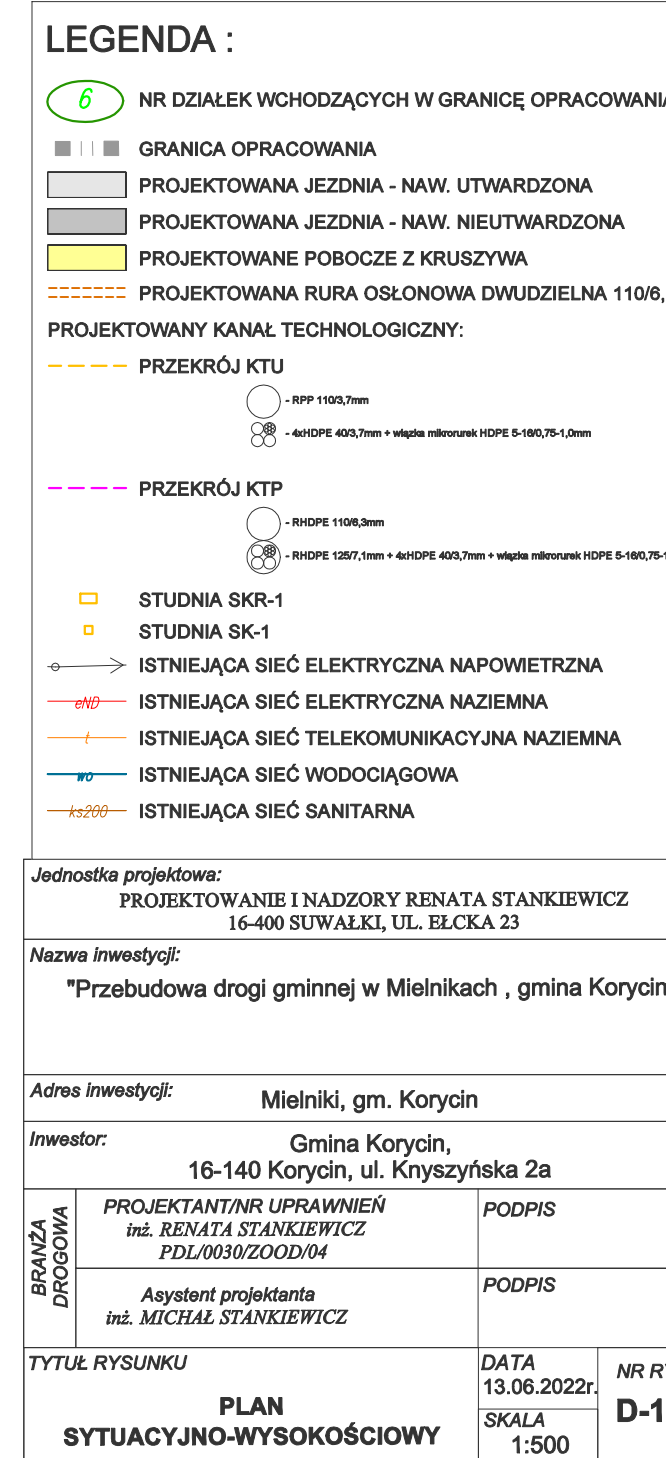 LEGENDA :
6 NR DZIAŁEK WCHODZĄCYCH W GRANICĘ OPRACOWANIA
GRANICA OPRACOWANIA
PROJEKTOWANA JEZDNIA - NAW. UTWARDZONA
PROJEKTOWANA JEZDNIA - NAW. NIEUTWARDZONA
PROJEKTOWANE POBOCZE Z KRUSZYWA
PROJEKTOWANA RURA OSŁONOWA DWUDZIELNA 110/6,
PROJEKTOWANY KANAŁ TECHNOLOGICZNY:
PRZEKRÓJ KTU
- RPP 110/3,7mm
- 4xHDPE 40/3,7mm + wiązka mikrorurek HDPE 5-16/0,75-1,0mm
PRZEKRÓJ KTP
- RHDPE 110/6,3mm
- RHDPE 125/7,1mm + 4xHDPE 40/3,7mm + wiązka mikrorurek HDPE 5-16/0,75-1
STUDNIA SKR-1
STUDNIA SK-1
ISTNIEJĄCA SIEĆ ELEKTRYCZNA NAPOWIETRZNA
eND ISTNIEJĄCA SIEĆ ELEKTRYCZNA NAZIEMNA
t ISTNIEJĄCA SIEĆ TELEKOMUNIKACYJNA NAZIEMNA
wo ISTNIEJĄCA SIEĆ WODOCIĄGOWA
ks200 ISTNIEJĄCA SIEĆ SANITARNA
Jednostka projektowa:
PROJEKTOWANIE I NADZORY RENATA STANKIEWICZ
16-400 SUWAŁKI, UL. EŁCKA 23
Nazwa inwestycji:
"Przebudowa drogi gminnej w Mielnikach , gmina Korycin
Adres inwestycji: Mielniki, gm. Korycin
Inwestor: Gmina Korycin,
16-140 Korycin, ul. Knyszyńska 2a
BRANŻA
DROGOWA
PROJEKTANT/NR UPRAWNIEŃ
inż. RENATA STANKIEWICZ
PDL/0030/ZOOD/04
PODPIS
Asystent projektanta
inż. MICHAŁ STANKIEWICZ
PODPIS
TYTUŁ RYSUNKU
PLAN
SYTUACYJNO-WYSOKOŚCIOWY
DATA
13.06.2022r.
SKALA
1:500
NR R
D-1